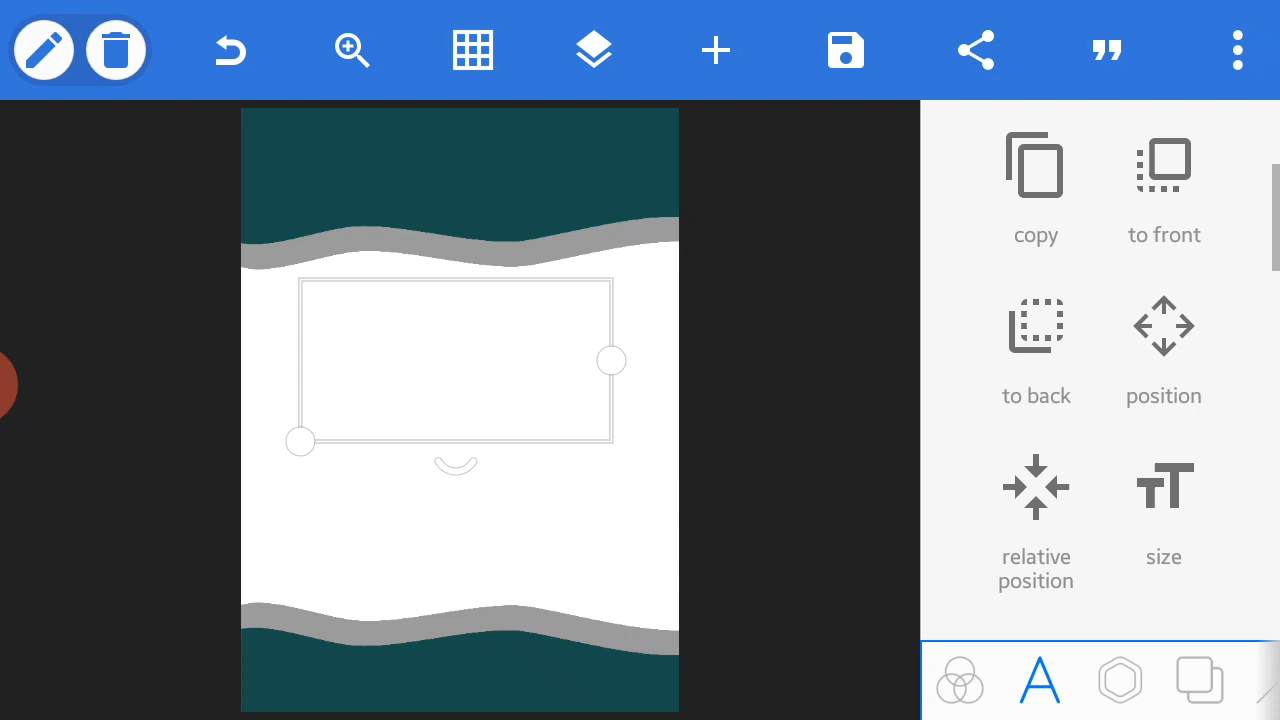 copy
to front
to back
position
relative
position
size